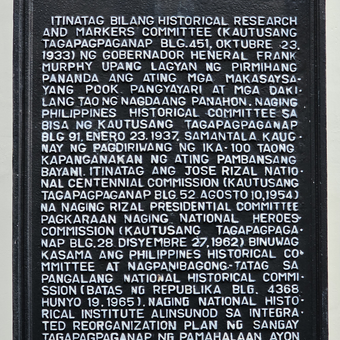 ITINATAG BILANG HISTORICAL RESEARCH
AND MARKERS COMMITTEE (KAUTUSANG
TAGAPAGPAGANAP BLG. 451, OKTUBRE 23,
1933) NG GOBERNADOR HENERAL FRANK
MURPHY UPANG LAGYAN NG PIRMIHANG
PANANDA ANG ATING MGA MAKASAYSA-
YANG POOK, PANGYAYARI AT MGA DAKI-
LANG TAO NG NAGDAANG PANAHON. NAGING
PHILIPPINES HISTORICAL COMMITTEE SA
BISA NG KAUTUSANG TAGAPAGPAGANAP
BLG 91, ENERO 23, 1937, SAMANTALA KAUG-
NAY NG PAGDIRIWANG NG IKA-100 TAONG
KAPANGANAKAN NG ATING PAMBANSANG
BAYANI. ITINATAG ANG JOSE RIZAL NATIO-
NAL CENTENNIAL COMMISSION (KAUTUSANG
TAGAPAGPAGANAP BLG 52 AGOSTO 10, 1954)
NA NAGING RIZAL PRESIDENTIAL COMMITTEE
PAGKARAAN NAGING NATIONAL HEROES
COMMISSION (KAUTUSANG TAGAPAGPAGA-
NAP BLG. 28. DISYEMBRE 27, 1962) BINUWAG
KASAMA ANG PHILIPPINES HISTORICAL CO-
MMITTEE AT NAGPANIBAGONG-TATAG SA
PANGALANG NATIONAL HISTORICAL COMMI-
SSION (BATAS NG REPUBLIKA BLG. 4368
HUNYO 19, 1965). NAGING NATIONAL HISTO-
RICAL INSTITUTE ALINSUNOD SA INTEGRA-
TED REORGANIZATION PLAN NG SANGAY
TAGAPAGPAGANAP NG PAMAHALAAN AYON